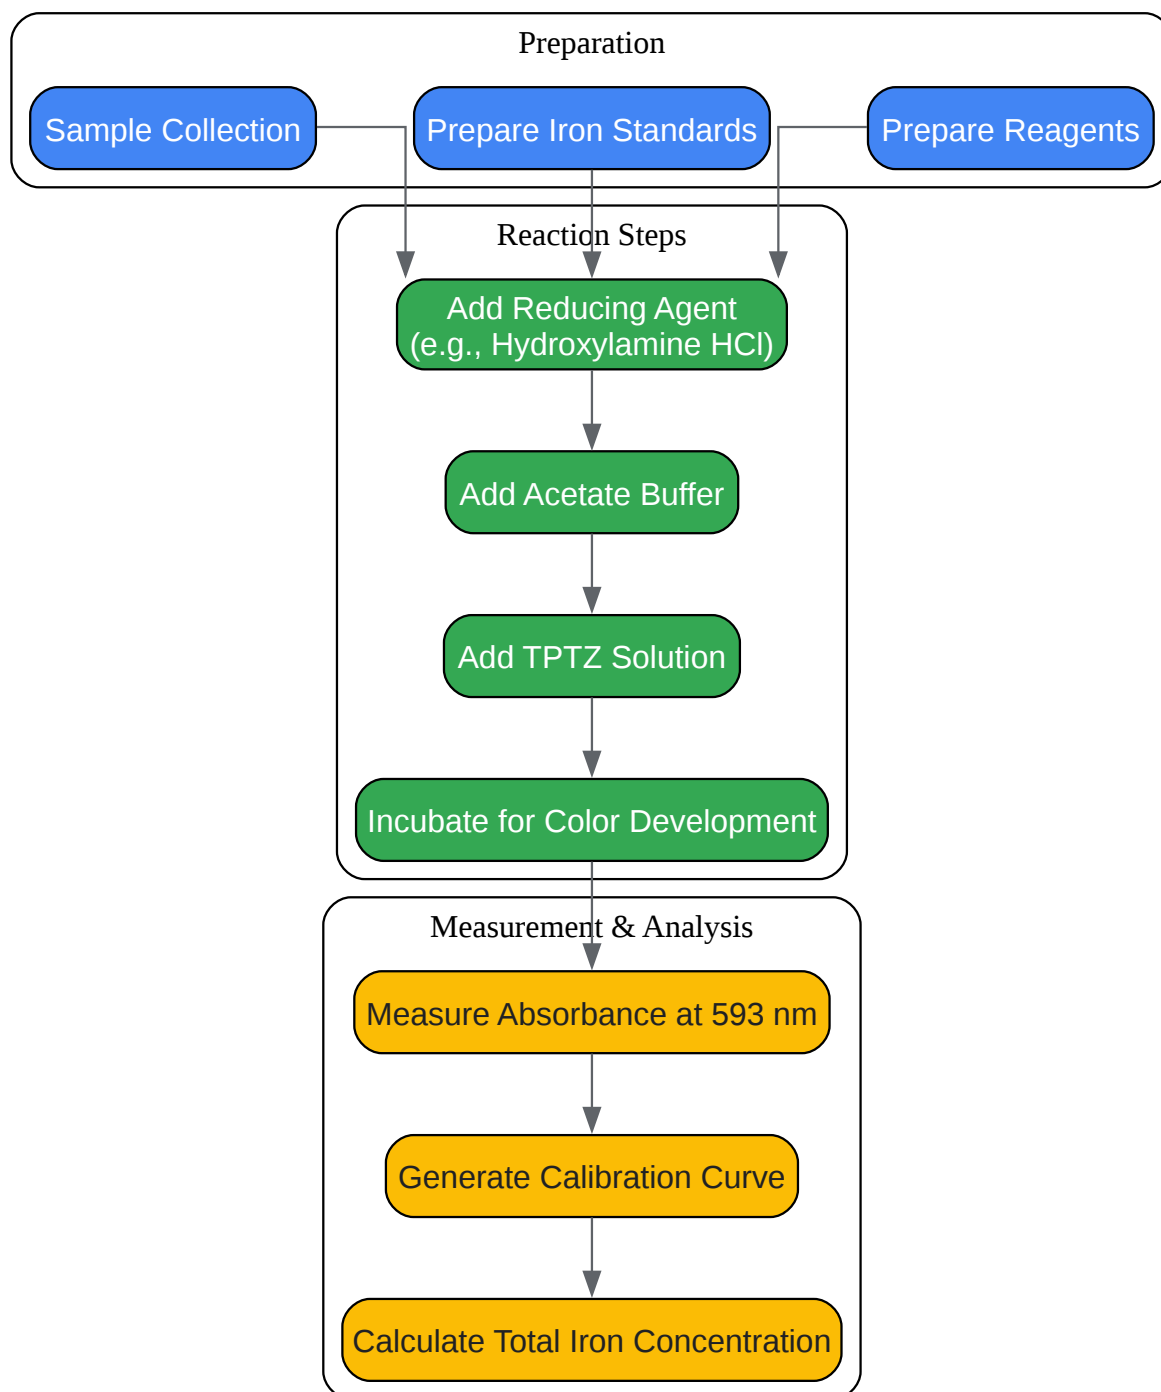 Preparation
Sample Collection
Prepare Iron Standards
Prepare Reagents
Reaction Steps
Add Reducing Agent
(e.g., Hydroxylamine HCl)
Add Acetate Buffer
Add TPTZ Solution
Incubate for Color Development
Measurement & Analysis
Measure Absorbance at 593 nm
Generate Calibration Curve
Calculate Total Iron Concentration